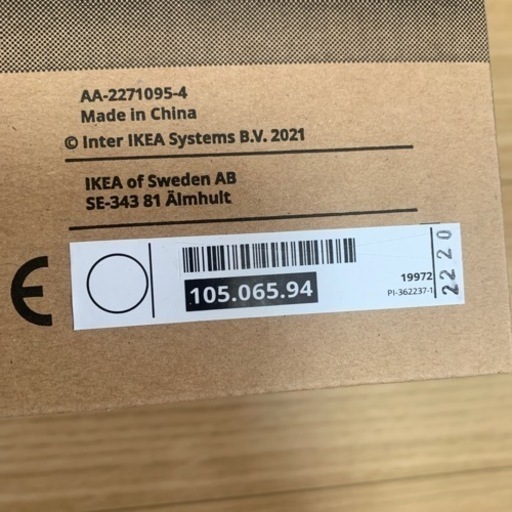 AA-2271095-4
Made in China
© Inter IKEA Systems B.V. 2021
IKEA of Sweden AB
SE-343 81 Älmhult
CE
105.065.94
19972
PI-362237-1
2220